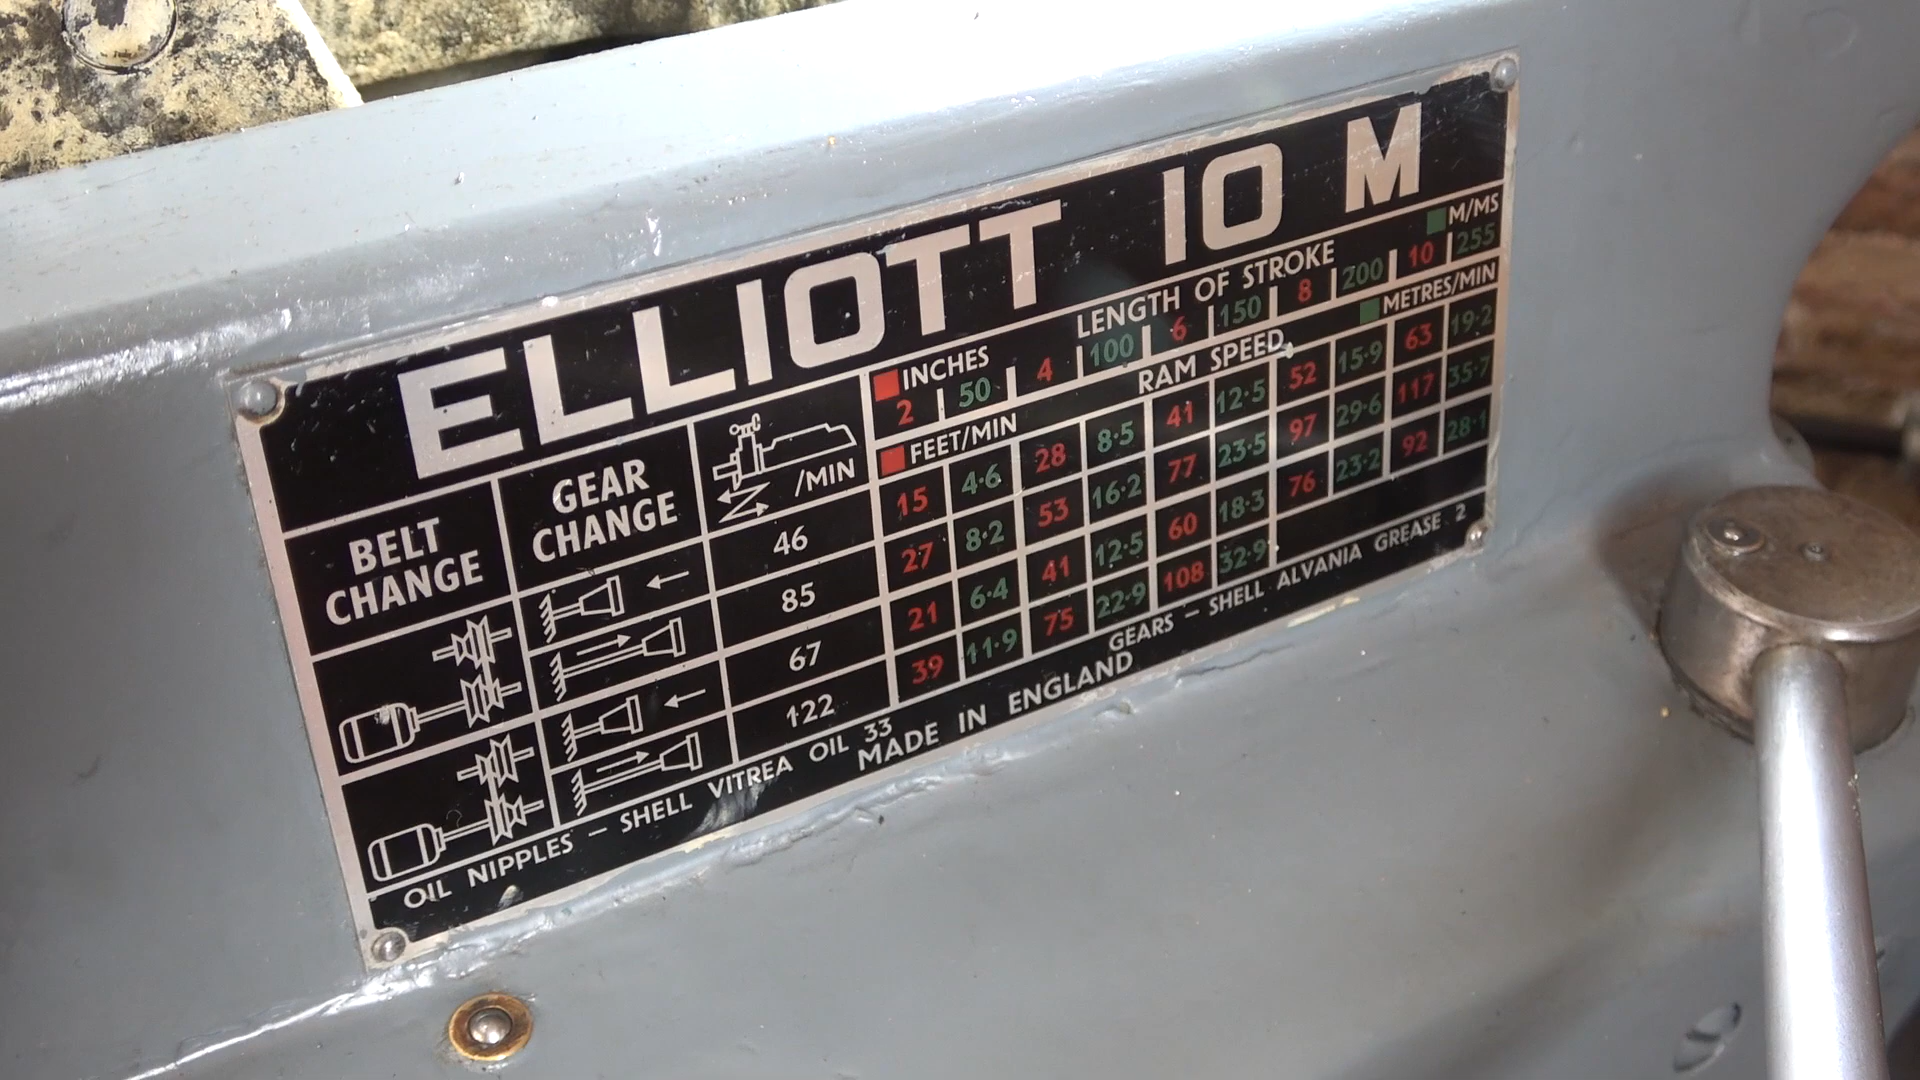 ELLIOTT 10 M
BELT CHANGE
GEAR CHANGE
/MIN
LENGTH OF STROKE
INCHES
M/MS
2 50 4 100 6 150 8 200 10 255
RAM SPEED
FEET/MIN
METRES/MIN
46 15 4·6 28 8·5 41 12·5 52 15·9 63 19·2
85 27 8·2 53 16·2 77 23·5 97 29·6 117 35·7
67 21 6·4 41 12·5 60 18·3 76 23·2 92 28·1
122 39 11·9 75 22·9 108 32·9
OIL NIPPLES – SHELL VITREA OIL 33
GEARS – SHELL ALVANIA GREASE 2
MADE IN ENGLAND